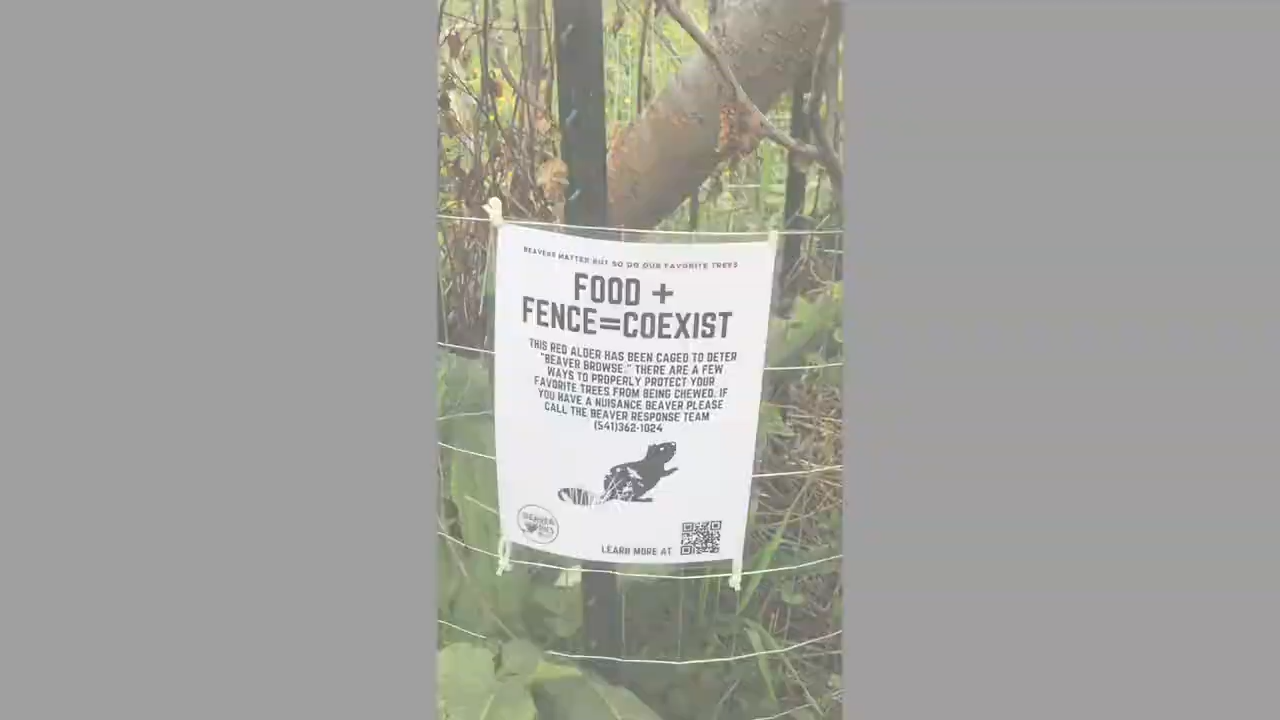 BEAVERS MATTER BUT SO DO OUR FAVORITE TREES
FOOD +
FENCE=COEXIST
THIS RED ALDER HAS BEEN CAGED TO DETER
"BEAVER BROWSE." THERE ARE A FEW
WAYS TO PROPERLY PROTECT YOUR
FAVORITE TREES FROM BEING CHEWED. IF
YOU HAVE A NUISANCE BEAVER PLEASE
CALL THE BEAVER RESPONSE TEAM
(541)362-1024
BEAVER
LEARN MORE AT